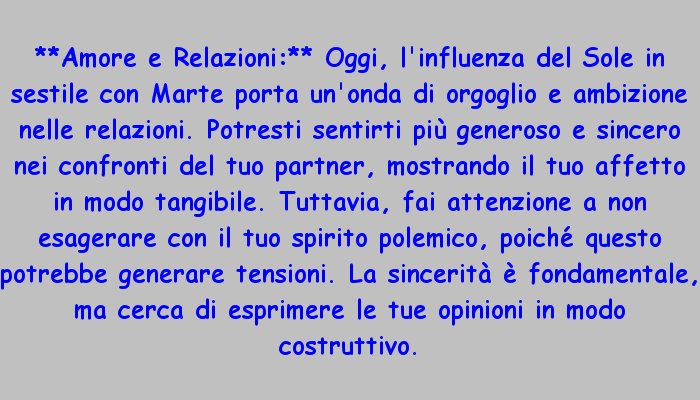 **Amore e Relazioni:** Oggi, l'influenza del Sole in
sestile con Marte porta un'onda di orgoglio e ambizione
nelle relazioni. Potresti sentirti più generoso e sincero
nei confronti del tuo partner, mostrando il tuo affetto
in modo tangibile. Tuttavia, fai attenzione a non
esagerare con il tuo spirito polemico, poiché questo
potrebbe generare tensioni. La sincerità è fondamentale,
ma cerca di esprimere le tue opinioni in modo
costruttivo.